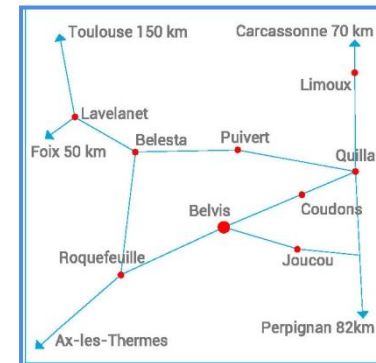 Toulouse 150 km
Carcassonne 70 km
Limoux
Lavelanet
Foix 50 km
Belesta
Puivert
Quilla
Belvis
Coudons
Roquefeuille
Joucou
Perpignan 82km
Ax-les-Thermes